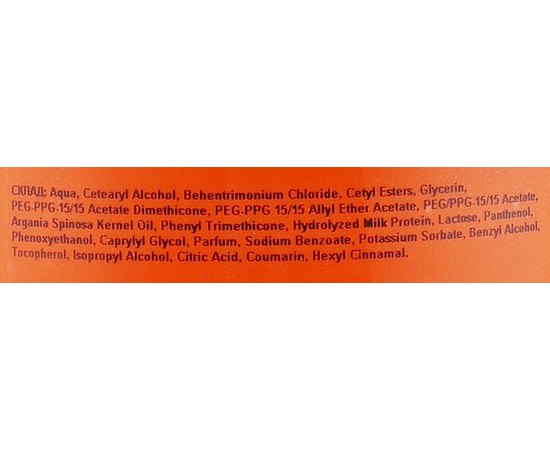 СКЛАД: Aqua, Cetearyl Alcohol, Behentrimonium Chloride, Cetyl Esters, Glycerin,
PEG-PPG-15/15 Acetate Dimethicone, PEG-PPG 15/15 Allyl Ether Acetate, PEG/PPG-15/15 Acetate,
Argania Spinosa Kernel Oil, Phenyl Trimethicone, Hydrolyzed Milk Protein, Lactose, Panthenol,
Phenoxyethanol, Caprylyl Glycol, Parfum, Sodium Benzoate, Potassium Sorbate, Benzyl Alcohol,
Tocopherol, Isopropyl Alcohol, Citric Acid, Coumarin, Hexyl Cinnamal.